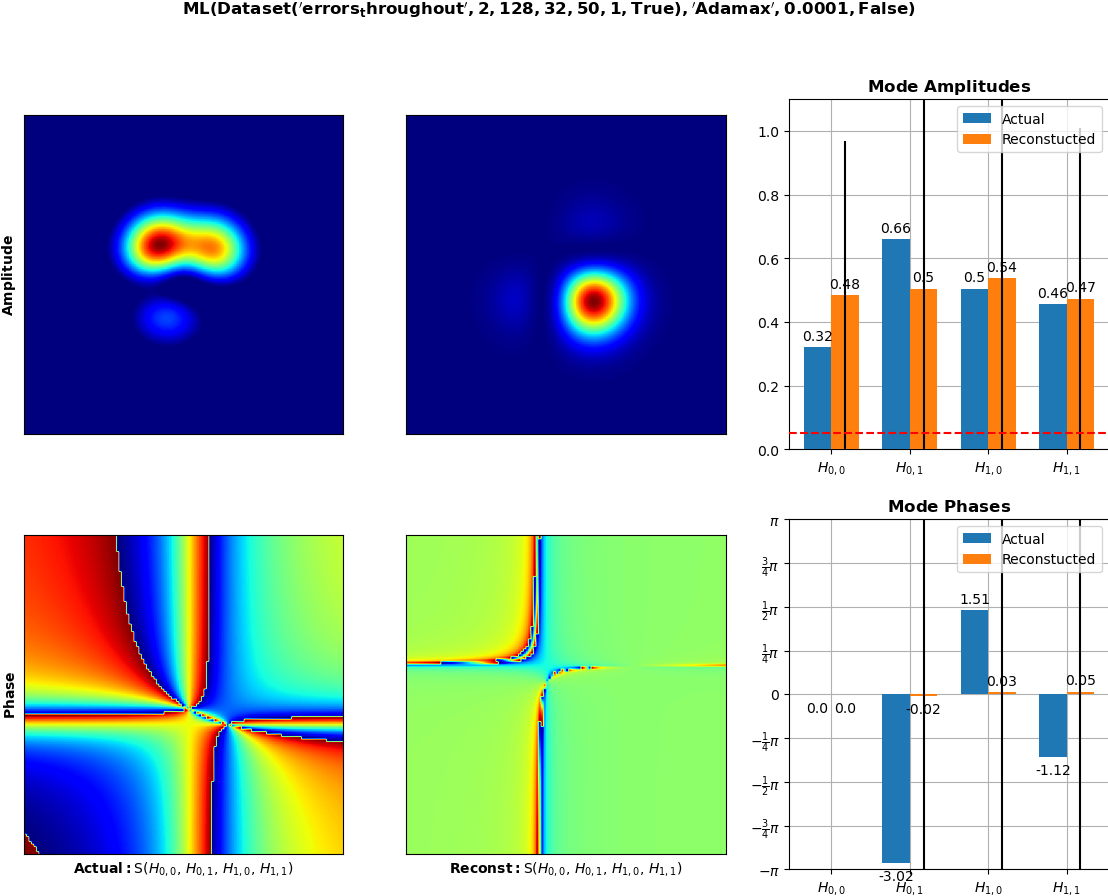 ML(Dataset('errors_throughout', 2, 128, 32, 50, 1, True), 'Adamax', 0.0001, False)
Amplitude
Mode Amplitudes
Actual
Reconstucted
1.0
0.8
0.6
0.4
0.2
0.0
0.32
0.48
0.66
0.5
0.5
0.54
0.46
0.47
H0,0
H0,1
H1,0
H1,1
Phase
Actual: S(H0,0, H0,1, H1,0, H1,1)
Reconst: S(H0,0, H0,1, H1,0, H1,1)
Mode Phases
Actual
Reconstucted
π
3/4π
1/2π
1/4π
0
−1/4π
−1/2π
−3/4π
−π
0.0
0.0
-3.02
-0.02
1.51
0.03
-1.12
0.05
H0,0
H0,1
H1,0
H1,1